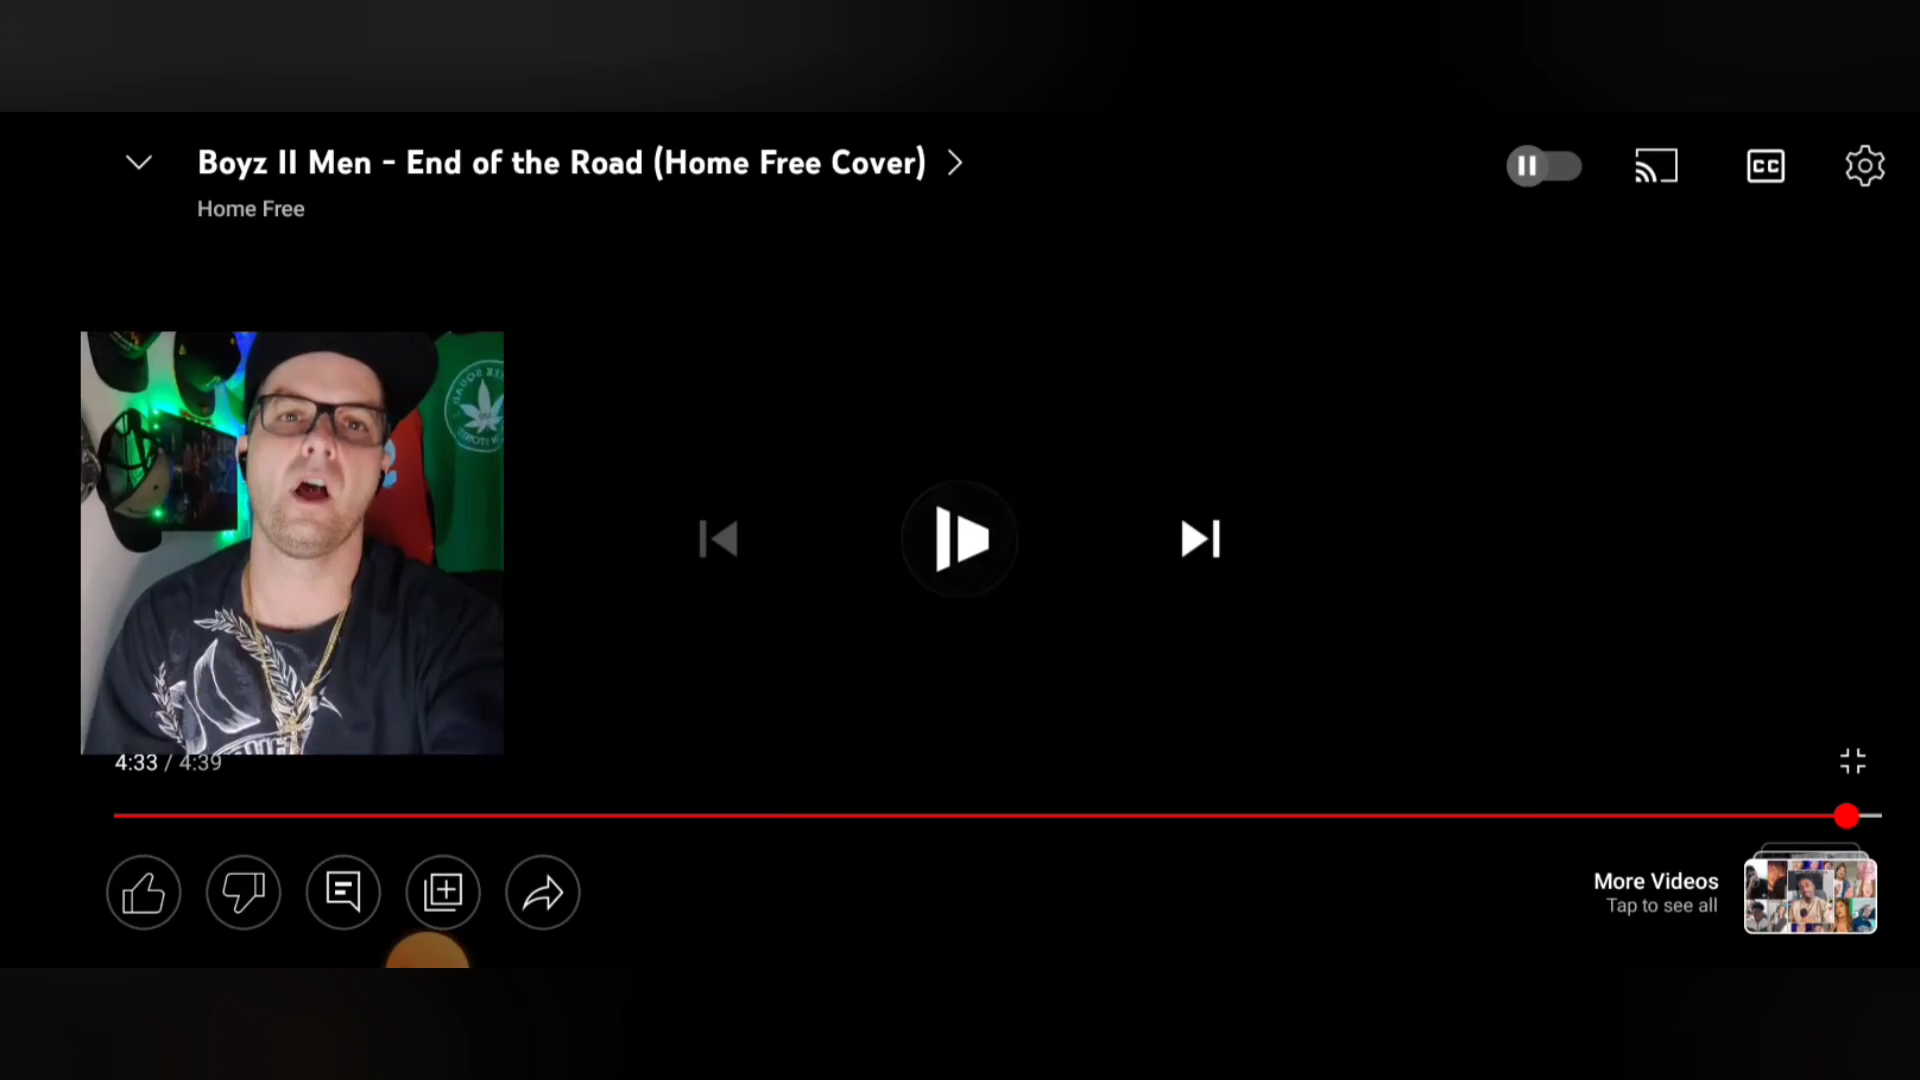 Boyz II Men - End of the Road (Home Free Cover)
Home Free
CC
4:33 / 4:39
More Videos
Tap to see all